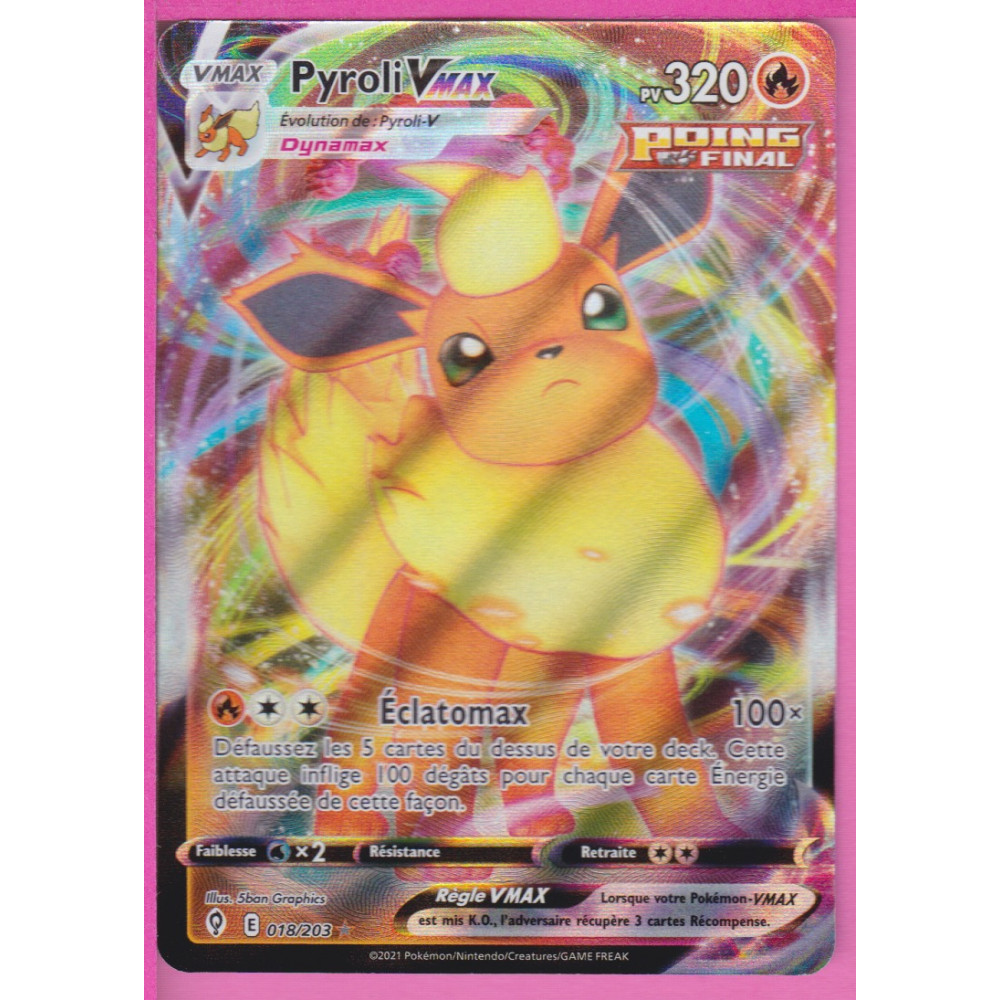 VMAX
Pyroli VMAX
PV 320
Évolution de : Pyroli-V
Dynamax
POING
FINAL
Éclatomax 100×
Défaussez les 5 cartes du dessus de votre deck. Cette
attaque inflige 100 dégâts pour chaque carte Énergie
défaussée de cette façon.
Faiblesse ×2 Résistance Retraite
Illus. 5ban Graphics
Règle VMAX Lorsque votre Pokémon-VMAX
est mis K.O., l'adversaire récupère 3 cartes Récompense.
E 018/203
©2021 Pokémon/Nintendo/Creatures/GAME FREAK